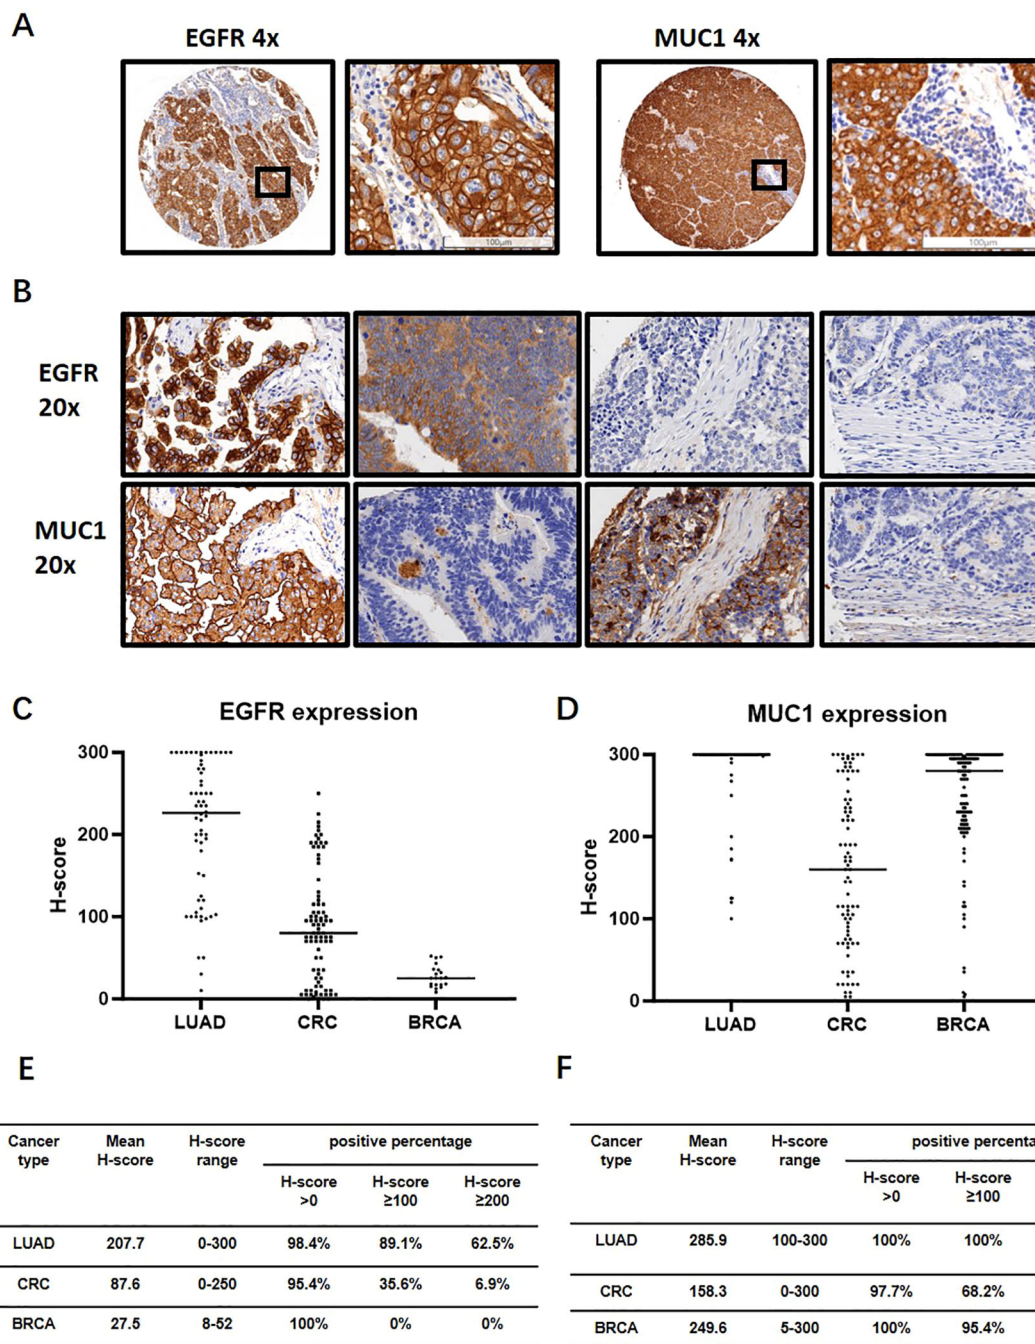 A
EGFR 4x
MUC1 4x
100μm
100μm
B
EGFR
20x
MUC1
20x
C
EGFR expression
300
200
100
0
H-score
LUAD
CRC
BRCA
D
MUC1 expression
300
200
100
0
H-score
LUAD
CRC
BRCA
E
Cancer type
Mean H-score
H-score range
positive percentage
H-score >0
H-score ≥100
H-score ≥200
LUAD 207.7 0-300 98.4% 89.1% 62.5%
CRC 87.6 0-250 95.4% 35.6% 6.9%
BRCA 27.5 8-52 100% 0% 0%
F
Cancer type
Mean H-score
H-score range
positive percenta
H-score >0
H-score ≥100
LUAD 285.9 100-300 100% 100%
CRC 158.3 0-300 97.7% 68.2%
BRCA 249.6 5-300 100% 95.4%